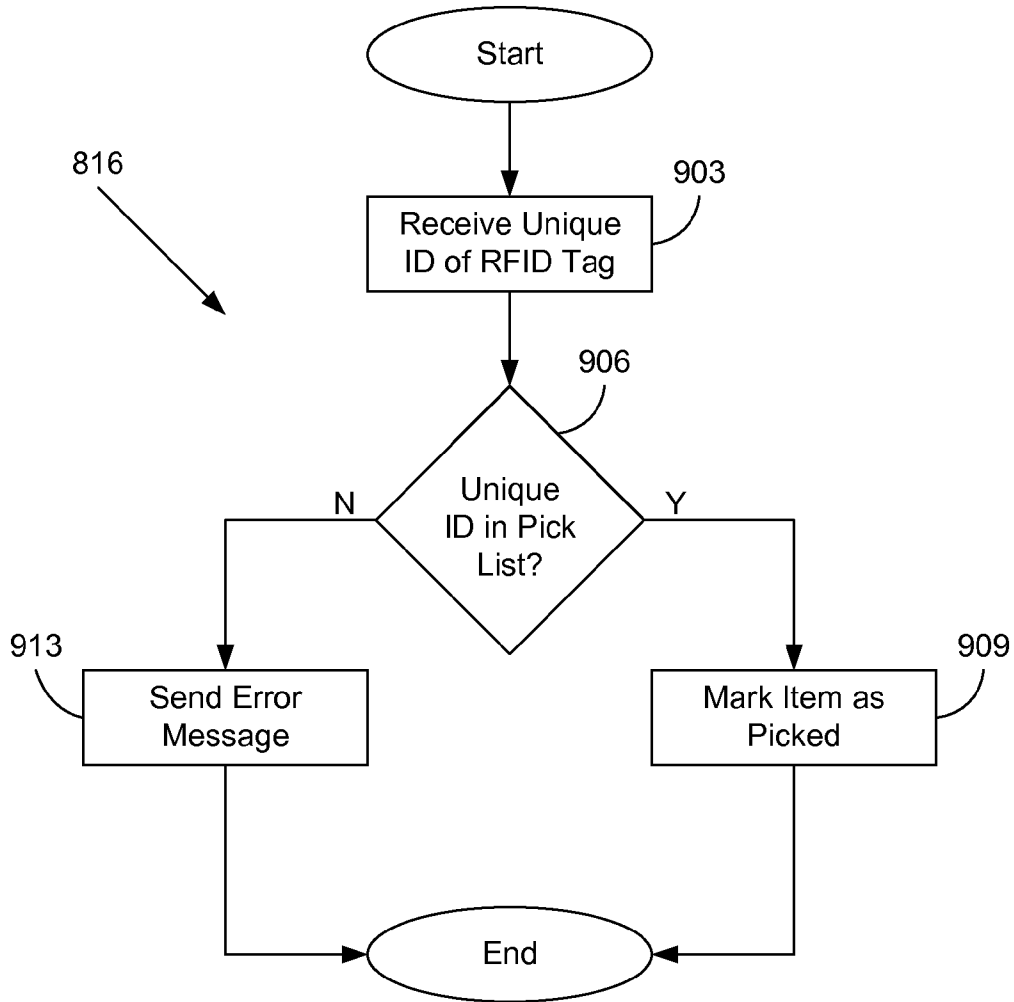 Start
816
903
Receive Unique
ID of RFID Tag
906
Unique
ID in Pick
List?
N
Y
913
Send Error
Message
909
Mark Item as
Picked
End